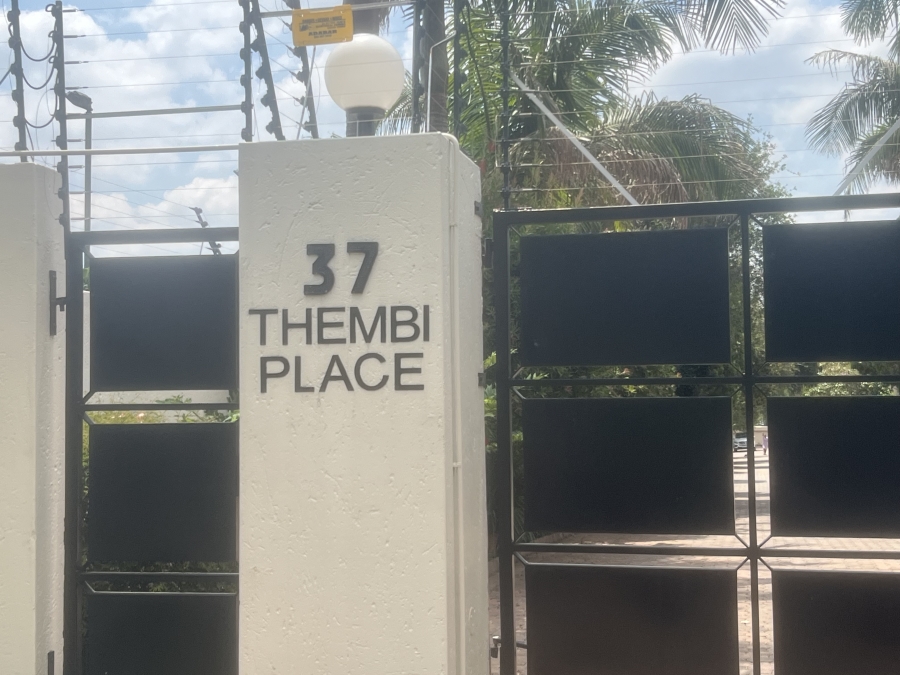 37
THEMBI
PLACE